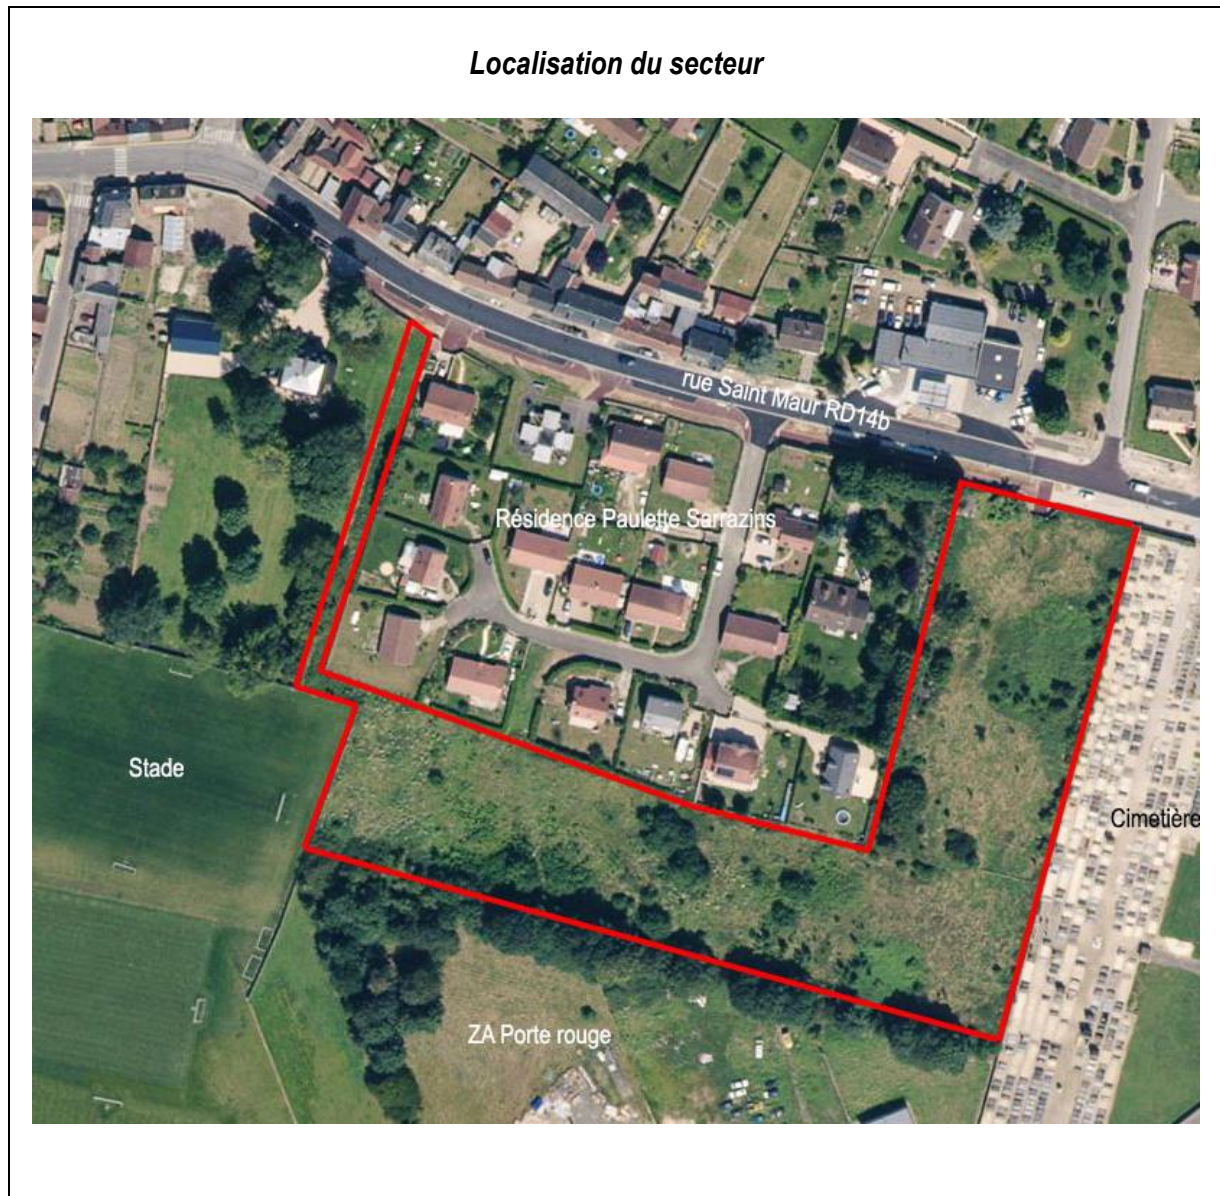 Localisation du secteur
rue Saint Maur RD14b
Résidence Paulette Sarrazins
Stade
Cimetière
ZA Porte rouge